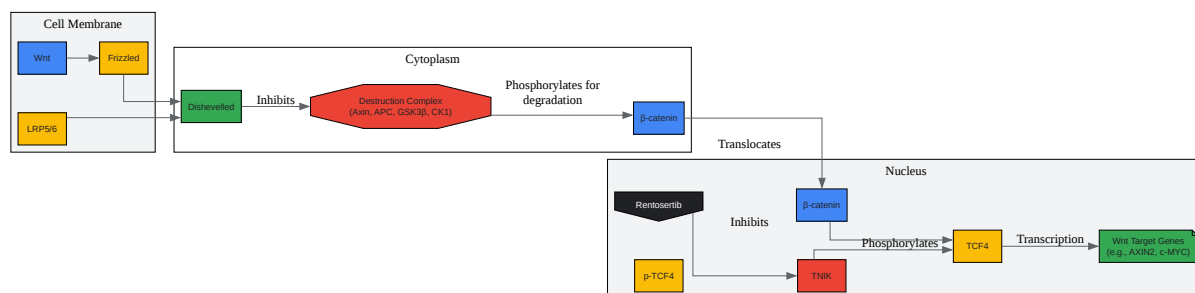 Cell Membrane
Wnt
Frizzled
LRP5/6
Cytoplasm
Dishevelled
Inhibits
Destruction Complex
(Axin, APC, GSK3β, CK1)
Phosphorylates for
degradation
β-catenin
Translocates
Nucleus
Rentosertib
Inhibits
β-catenin
Phosphorylates
TCF4
Transcription
Wnt Target Genes
(e.g., AXIN2, c-MYC)
p-TCF4
TNIK